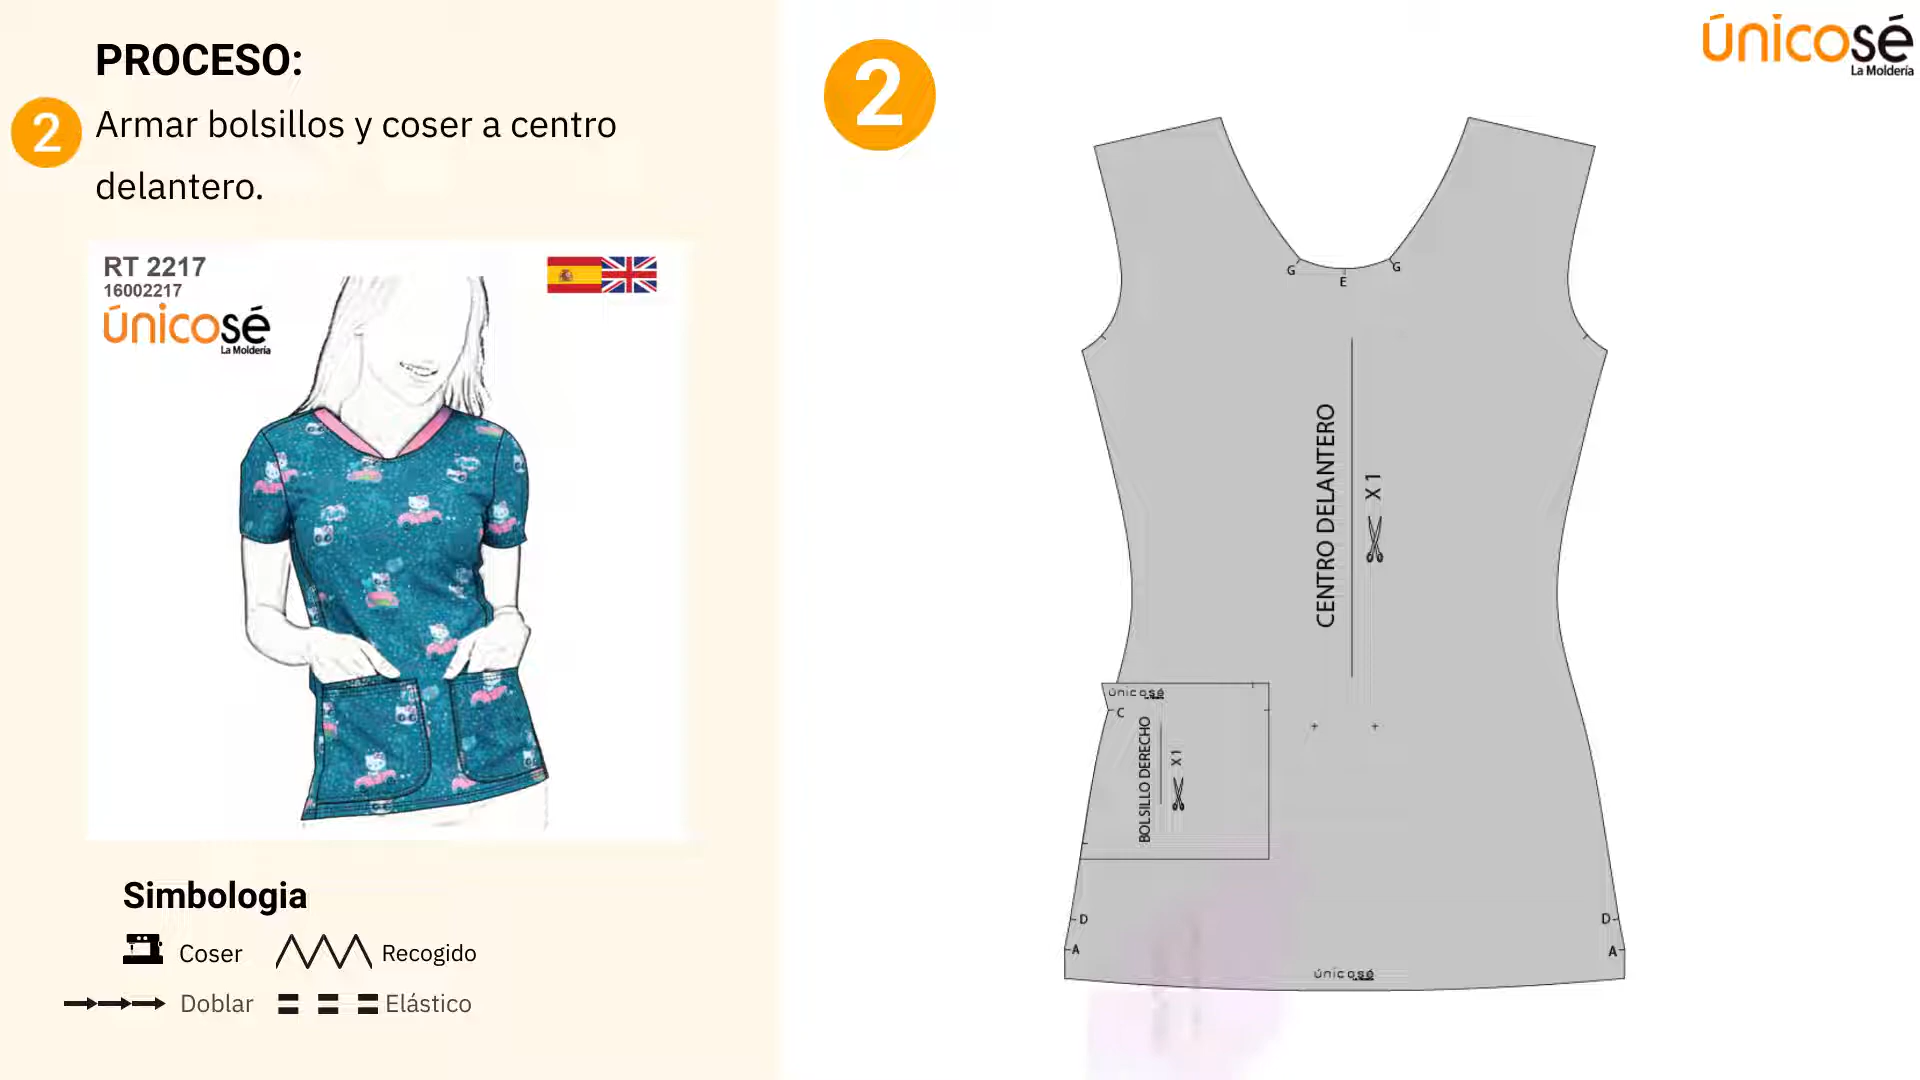 PROCESO:
2
Armar bolsillos y coser a centro
delantero.
RT 2217
16002217
únicosé
La Moldería
Simbologia
Coser
Recogido
Doblar
Elástico
2
únicosé
La Moldería
G
E
G
CENTRO DELANTERO
X 1
únicosé
C
BOLSILLO DERECHO
X 1
D
D
A
A
únicosé